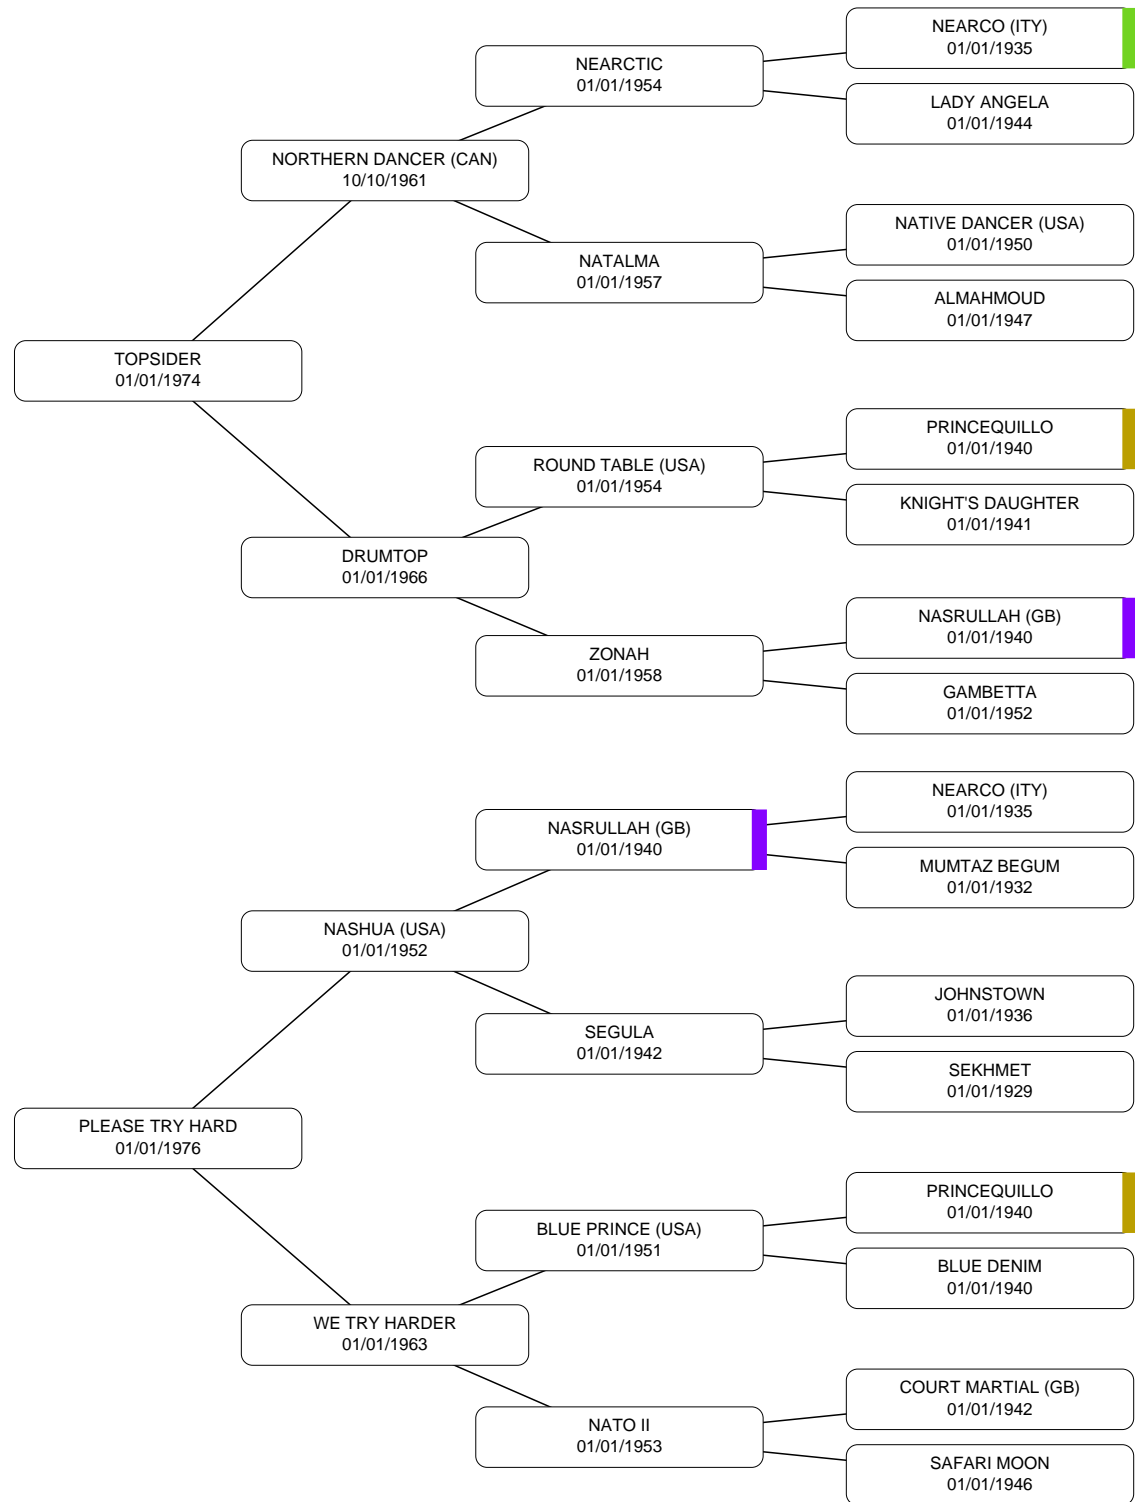 NEARCO (ITY)
01/01/1935
NEARCTIC
01/01/1954
LADY ANGELA
01/01/1944
NORTHERN DANCER (CAN)
10/10/1961
NATIVE DANCER (USA)
01/01/1950
NATALMA
01/01/1957
ALMAHMOUD
01/01/1947
TOPSIDER
01/01/1974
PRINCEQUILLO
01/01/1940
ROUND TABLE (USA)
01/01/1954
KNIGHT'S DAUGHTER
01/01/1941
DRUMTOP
01/01/1966
NASRULLAH (GB)
01/01/1940
ZONAH
01/01/1958
GAMBETTA
01/01/1952
NEARCO (ITY)
01/01/1935
NASRULLAH (GB)
01/01/1940
MUMTAZ BEGUM
01/01/1932
NASHUA (USA)
01/01/1952
JOHNSTOWN
01/01/1936
SEGULA
01/01/1942
SEKHMET
01/01/1929
PLEASE TRY HARD
01/01/1976
PRINCEQUILLO
01/01/1940
BLUE PRINCE (USA)
01/01/1951
BLUE DENIM
01/01/1940
WE TRY HARDER
01/01/1963
COURT MARTIAL (GB)
01/01/1942
NATO II
01/01/1953
SAFARI MOON
01/01/1946